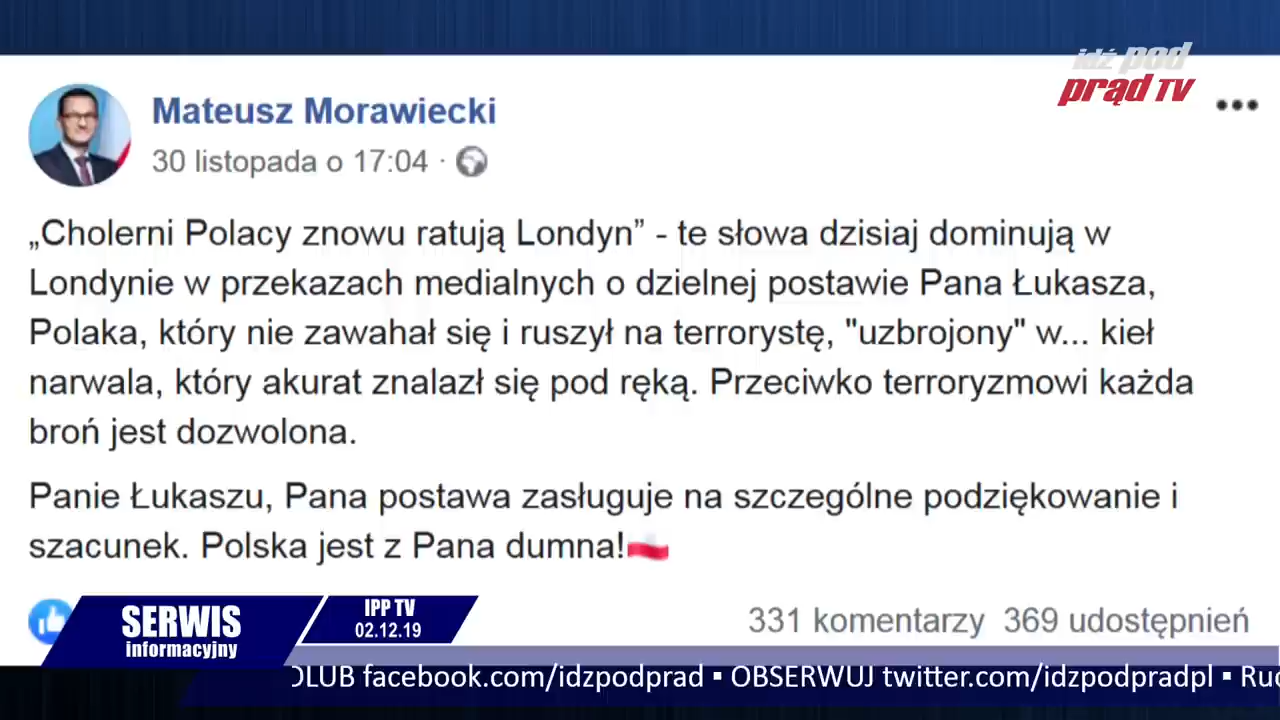 idź pod
prąd TV
Mateusz Morawiecki
30 listopada o 17:04 ·
„Cholerni Polacy znowu ratują Londyn” - te słowa dzisiaj dominują w
Londynie w przekazach medialnych o dzielnej postawie Pana Łukasza,
Polaka, który nie zawahał się i ruszył na terrorystę, "uzbrojony" w... kieł
narwala, który akurat znalazł się pod ręką. Przeciwko terroryzmowi każda
broń jest dozwolona.
Panie Łukaszu, Pana postawa zasługuje na szczególne podziękowanie i
szacunek. Polska jest z Pana dumna!
331 komentarzy 369 udostępnień
SERWIS
informacyjny
IPP TV
02.12.19
facebook.com/idzpodprad ▪ OBSERWUJ twitter.com/idzpodpradpl ▪